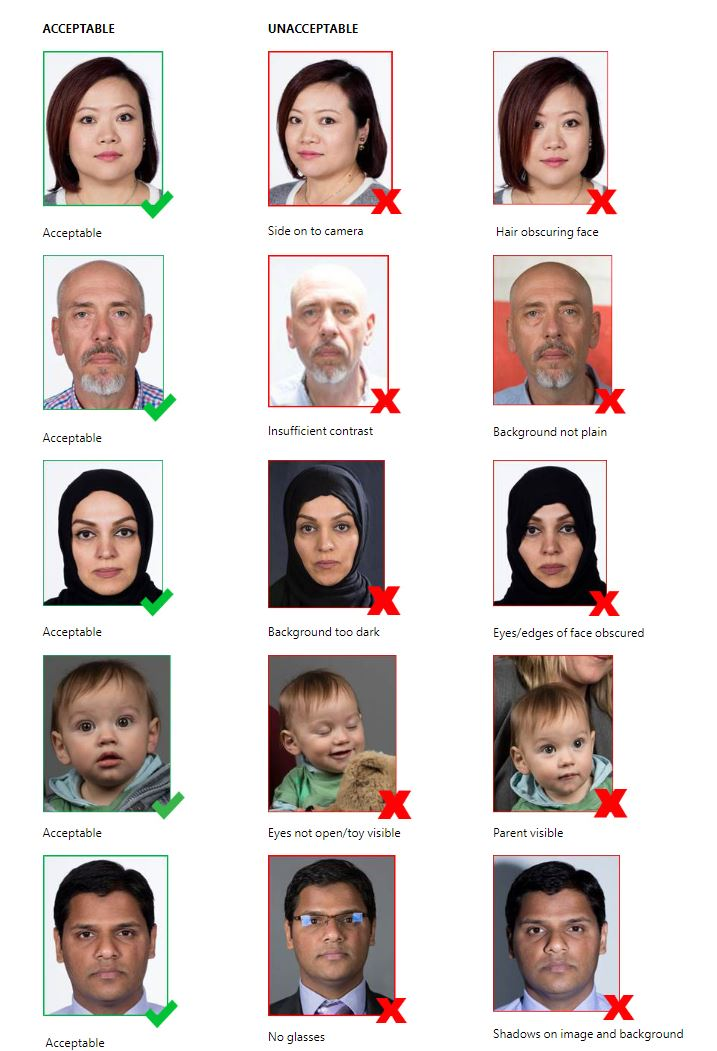 ACCEPTABLE UNACCEPTABLE
Acceptable Side on to camera Hair obscuring face
Acceptable Insufficient contrast Background not plain
Acceptable Background too dark Eyes/edges of face obscured
Acceptable Eyes not open/toy visible Parent visible
Acceptable No glasses Shadows on image and background